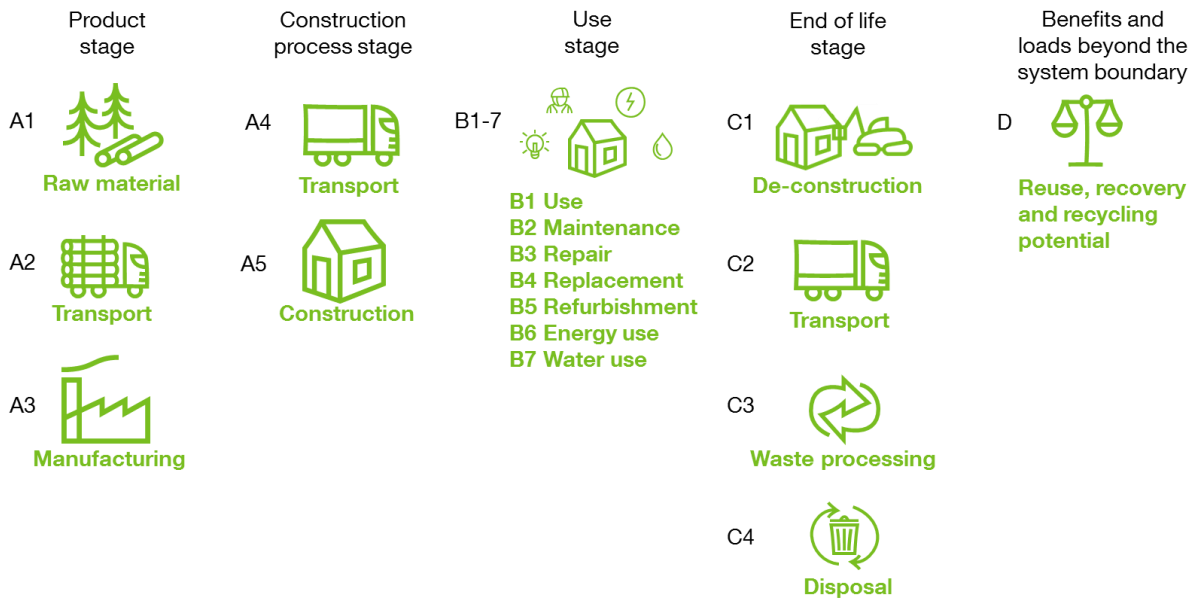 Product
stage
A1
Raw material
A2
Transport
A3
Manufacturing
Construction
process stage
A4
Transport
A5
Construction
Use
stage
B1-7
B1 Use
B2 Maintenance
B3 Repair
B4 Replacement
B5 Refurbishment
B6 Energy use
B7 Water use
End of life
stage
C1
De-construction
C2
Transport
C3
Waste processing
C4
Disposal
Benefits and
loads beyond the
system boundary
D
Reuse, recovery
and recycling
potential